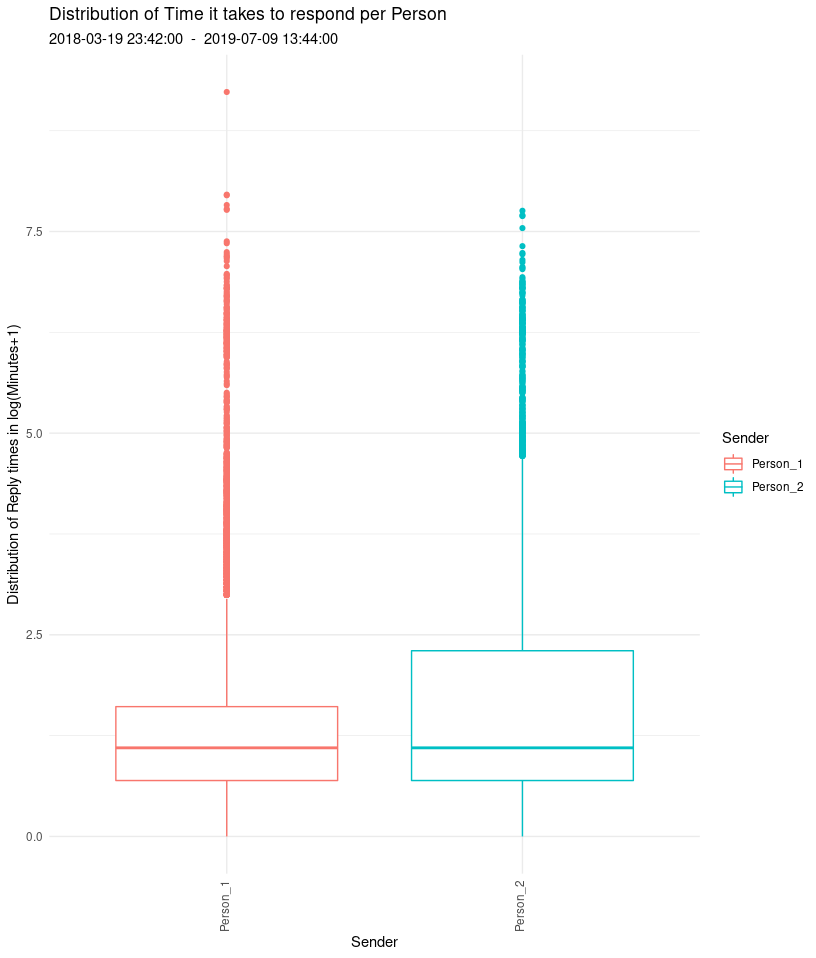 Distribution of Time it takes to respond per Person
2018-03-19 23:42:00 - 2019-07-09 13:44:00
Distribution of Reply times in log(Minutes+1)
7.5
5.0
2.5
0.0
Person_1
Person_2
Sender
Sender
Person_1
Person_2